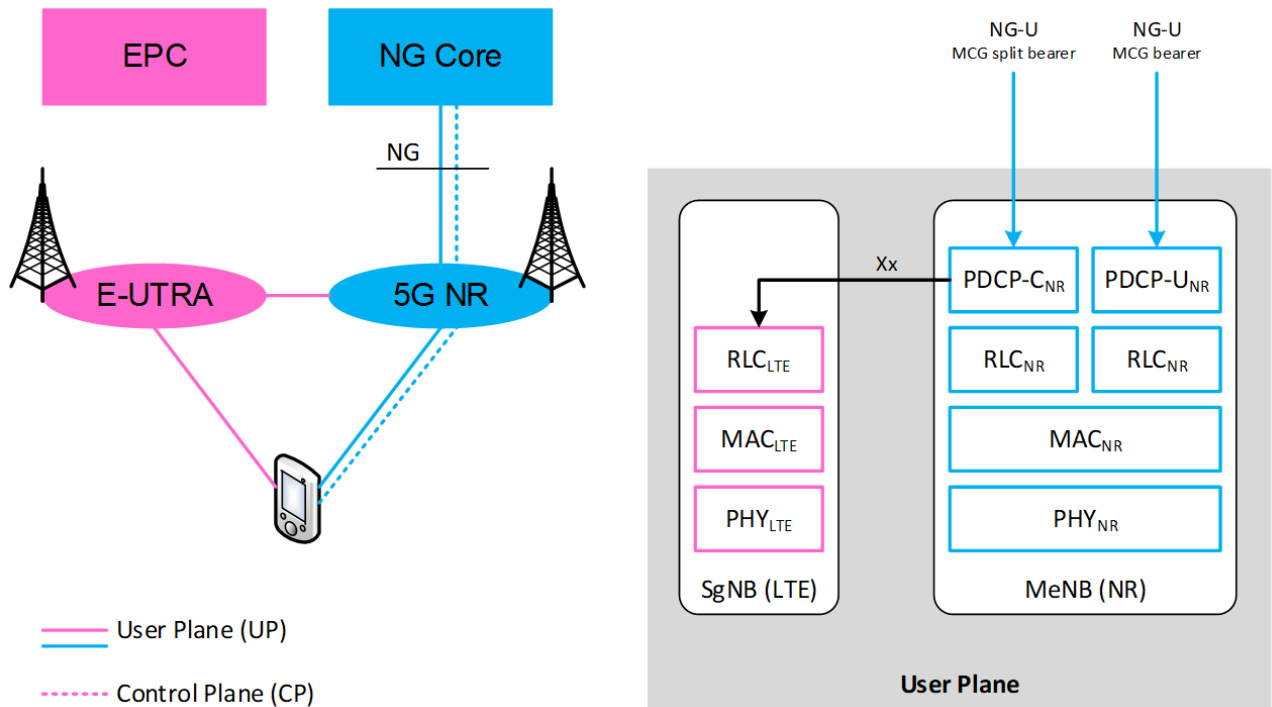 EPC
NG Core
NG
E-UTRA
5G NR
User Plane (UP)
Control Plane (CP)
NG-U
MCG split bearer
NG-U
MCG bearer
Xx
PDCP-CNR
PDCP-UNR
RLCLTE
RLCNR
RLCNR
MACLTE
MACNR
PHYLTE
PHYNR
SgNB (LTE)
MeNB (NR)
User Plane